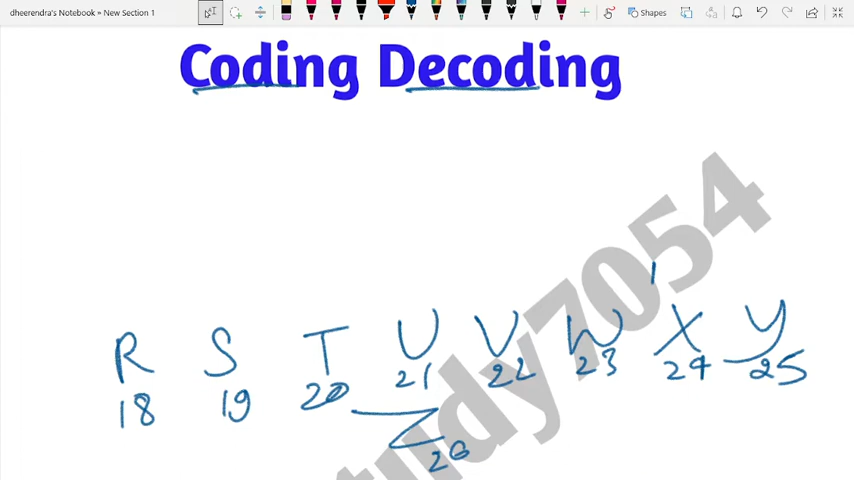 dheerendra's Notebook » New Section 1
Shapes
Coding Decoding
R S T U V W X Y
18 19 20 21 22 23 24 25
Z
26
study7054